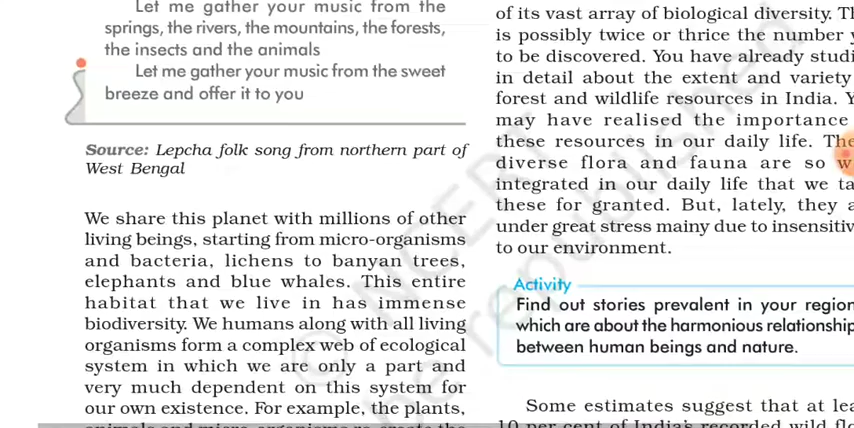 Let me gather your music from the
springs, the rivers, the mountains, the forests,
the insects and the animals
Let me gather your music from the sweet
breeze and offer it to you
Source: Lepcha folk song from northern part of
West Bengal
We share this planet with millions of other
living beings, starting from micro-organisms
and bacteria, lichens to banyan trees,
elephants and blue whales. This entire
habitat that we live in has immense
biodiversity. We humans along with all living
organisms form a complex web of ecological
system in which we are only a part and
very much dependent on this system for
our own existence. For example, the plants,
of its vast array of biological diversity.
is possibly twice or thrice the number
to be discovered. You have already
in detail about the extent and variety
forest and wildlife resources in India.
may have realised the importance
these resources in our daily life.
diverse flora and fauna are so
integrated in our daily life that we
these for granted. But, lately, they
under great stress mainy due to
to our environment.
Activity
Find out stories prevalent in your region
which are about the harmonious relationship
between human beings and nature.
Some estimates suggest that at
10 per cent of India's recorded wild
© NCERT
be republished